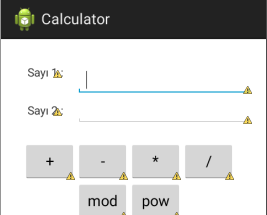 Calculator
Sayı 1:
Sayı 2:
+ - * /
mod pow